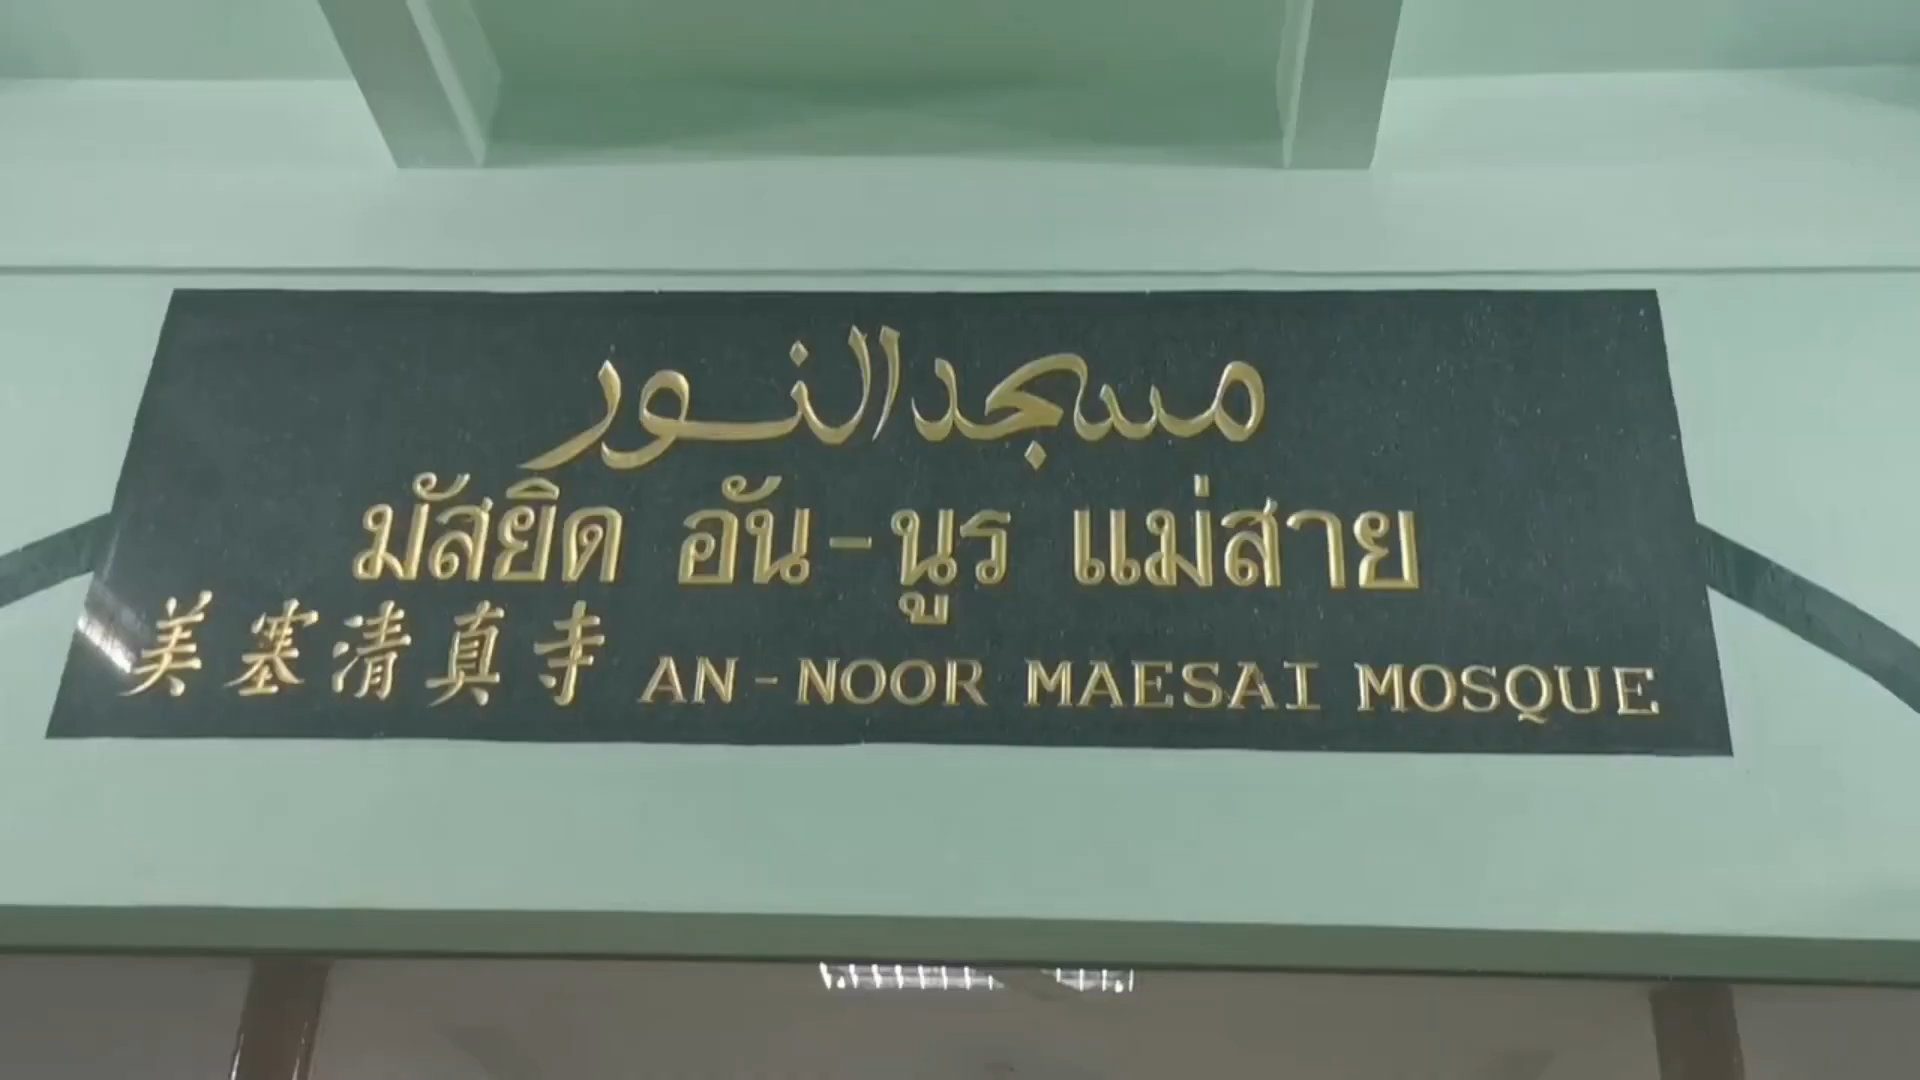 مسجد النور
มัสยิด อัน-นูร แม่สาย
美塞清真寺 AN-NOOR MAESAI MOSQUE